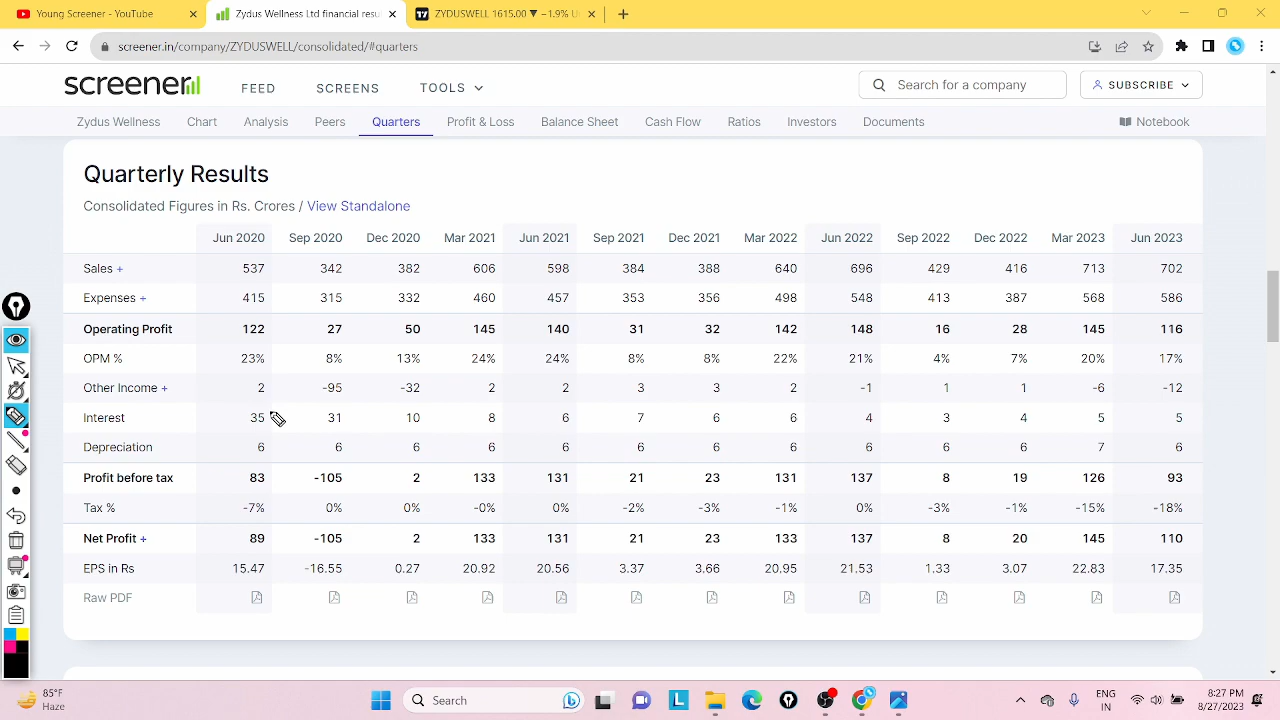 Young Screener - YouTube
Zydus Wellness Ltd financial resu
ZYDUSWELL 1615.00 ▼ −1.9% U
screener.in/company/ZYDUSWELL/consolidated/#quarters
screener FEED SCREENS TOOLS Search for a company SUBSCRIBE
Zydus Wellness Chart Analysis Peers Quarters Profit & Loss Balance Sheet Cash Flow Ratios Investors Documents Notebook
Quarterly Results
Consolidated Figures in Rs. Crores / View Standalone
Jun 2020 Sep 2020 Dec 2020 Mar 2021 Jun 2021 Sep 2021 Dec 2021 Mar 2022 Jun 2022 Sep 2022 Dec 2022 Mar 2023 Jun 2023
Sales + 537 342 382 606 598 384 388 640 696 429 416 713 702
Expenses + 415 315 332 460 457 353 356 498 548 413 387 568 586
Operating Profit 122 27 50 145 140 31 32 142 148 16 28 145 116
OPM % 23% 8% 13% 24% 24% 8% 8% 22% 21% 4% 7% 20% 17%
Other Income + 2 -95 -32 2 2 3 3 2 -1 1 1 -6 -12
Interest 35 31 10 8 6 7 6 6 4 3 4 5 5
Depreciation 6 6 6 6 6 6 6 6 6 6 6 7 6
Profit before tax 83 -105 2 133 131 21 23 131 137 8 19 126 93
Tax % -7% 0% 0% -0% 0% -2% -3% -1% 0% -3% -1% -15% -18%
Net Profit + 89 -105 2 133 131 21 23 133 137 8 20 145 110
EPS in Rs 15.47 -16.55 0.27 20.92 20.56 3.37 3.66 20.95 21.53 1.33 3.07 22.83 17.35
Raw PDF
85°F
Haze
Search
ENG
IN
8:27 PM
8/27/2023